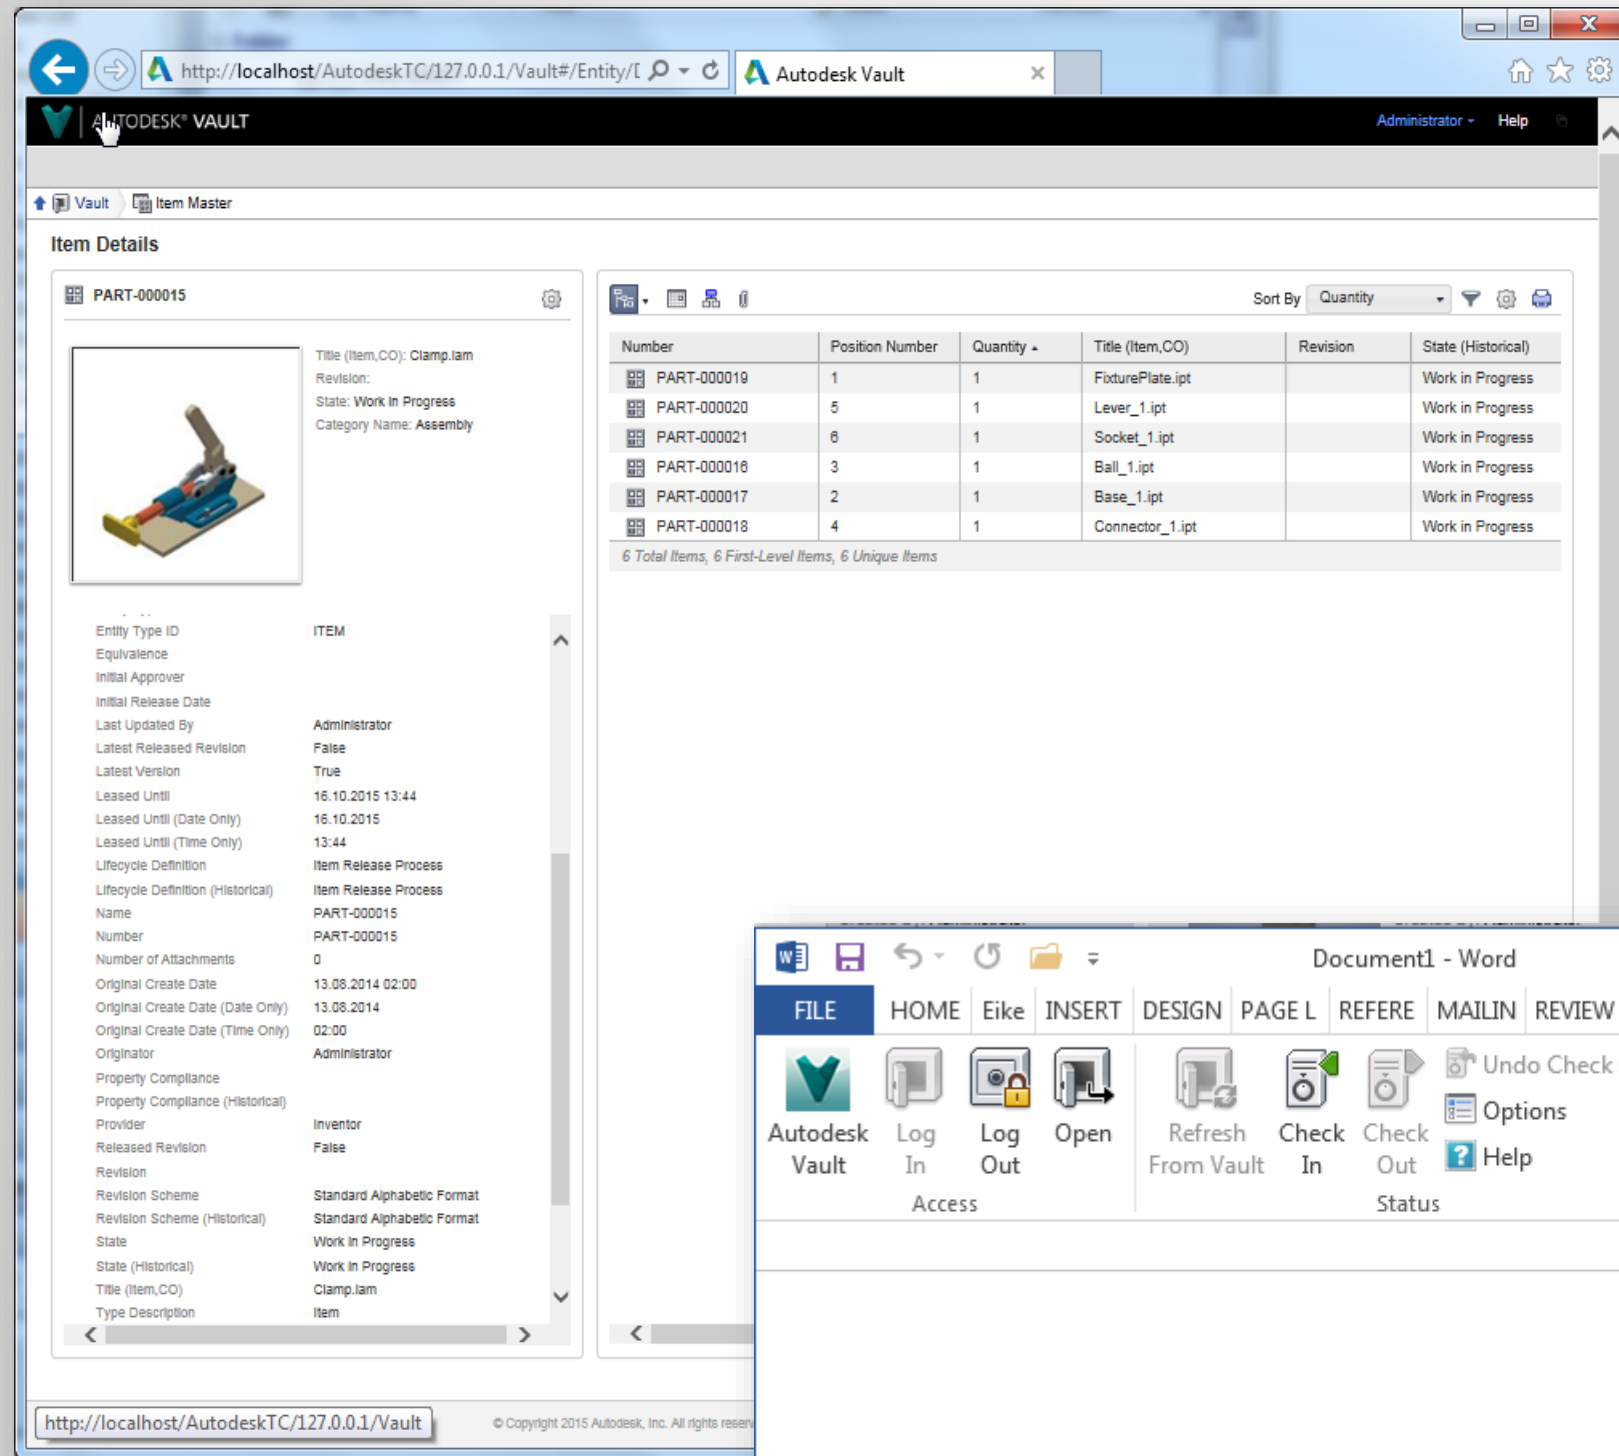 http://localhost/AutodeskTC/127.0.0.1/Vault#/Entity/
Autodesk Vault
AUTODESK® VAULT
Administrator
Help
Vault
Item Master
Item Details
PART-000015
Title (Item,CO): Clamp.iam
Revision:
State: Work in Progress
Category Name: Assembly
Sort By Quantity
Number Position Number Quantity Title (Item,CO) Revision State (Historical)
PART-000019 1 1 FixturePlate.ipt Work in Progress
PART-000020 5 1 Lever_1.ipt Work in Progress
PART-000021 6 1 Socket_1.ipt Work in Progress
PART-000016 3 1 Ball_1.ipt Work in Progress
PART-000017 2 1 Base_1.ipt Work in Progress
PART-000018 4 1 Connector_1.ipt Work in Progress
6 Total Items, 6 First-Level Items, 6 Unique Items
Entity Type ID ITEM
Equivalence
Initial Approver
Initial Release Date
Last Updated By Administrator
Latest Released Revision False
Latest Version True
Leased Until 16.10.2015 13:44
Leased Until (Date Only) 16.10.2015
Leased Until (Time Only) 13:44
Lifecycle Definition Item Release Process
Lifecycle Definition (Historical) Item Release Process
Name PART-000015
Number PART-000015
Number of Attachments 0
Original Create Date 13.08.2014 02:00
Original Create Date (Date Only) 13.08.2014
Original Create Date (Time Only) 02:00
Originator Administrator
Property Compliance
Property Compliance (Historical)
Provider Inventor
Released Revision False
Revision
Revision Scheme Standard Alphabetic Format
Revision Scheme (Historical) Standard Alphabetic Format
State Work in Progress
State (Historical) Work in Progress
Title (Item,CO) Clamp.iam
Type Description Item
http://localhost/AutodeskTC/127.0.0.1/Vault
© Copyright 2015 Autodesk, Inc. All rights reserv
Document1 - Word
FILE HOME Eike INSERT DESIGN PAGE L REFERE MAILIN REVIEW
Autodesk Vault
Log In
Log Out
Open
Refresh From Vault
Check In
Check Out
Undo Check
Options
Help
Access
Status